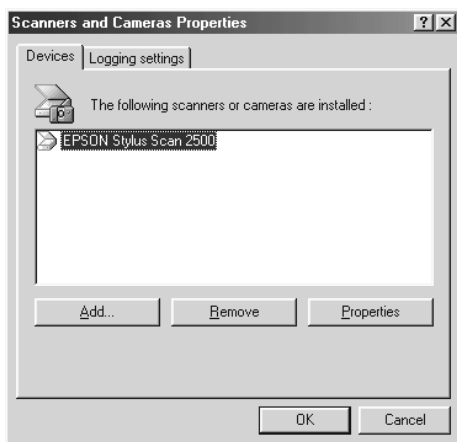 Scanners and Cameras Properties ? ×
Devices Logging settings
The following scanners or cameras are installed :
EPSON Stylus Scan 2500
Add... Remove Properties
OK Cancel